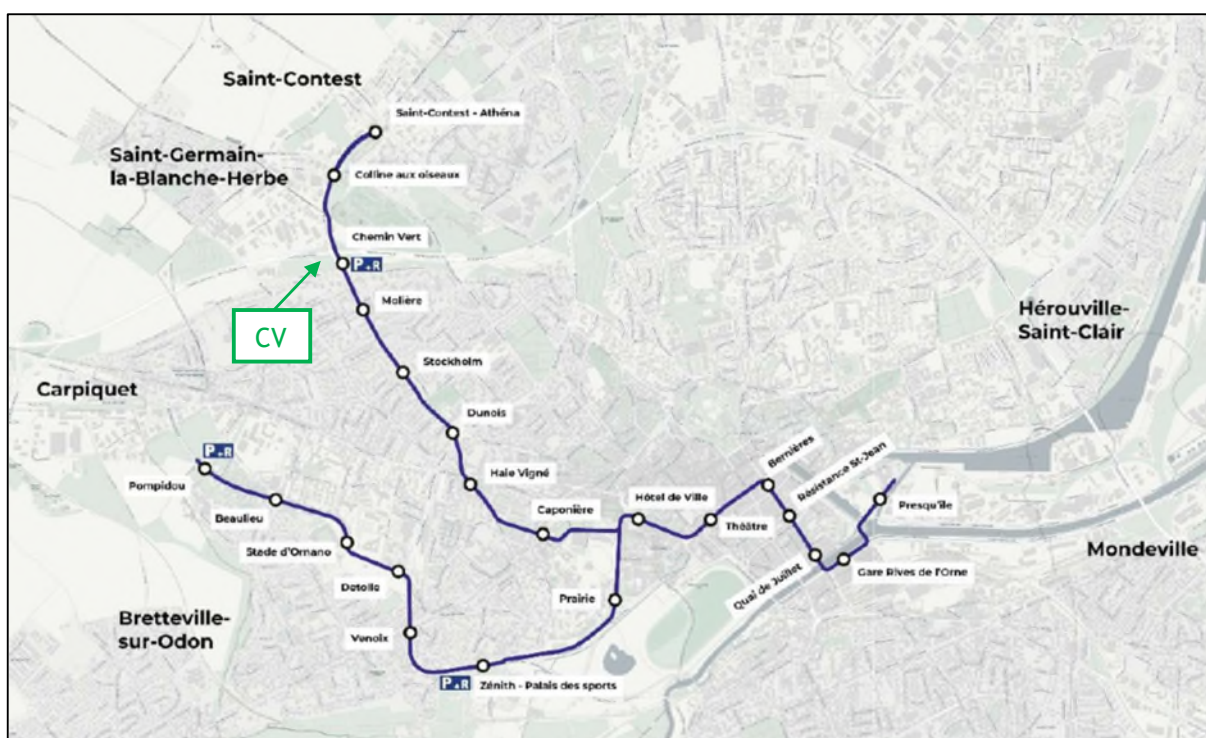 Saint-Contest
Saint-Contest - Athéna
Saint-Germain-
la-Blanche-Herbe
Colline aux oiseaux
Chemin Vert
P+R
Molière
CV
Hérouville-
Saint-Clair
Stockholm
Carpiquet
Dunois
P+R
Bernières
Pompidou
Haie Vigné
Résistance St-Jean
Beaulieu
Caponière
Hôtel de Ville
Presqu'île
Théâtre
Stade d'Ornano
Mondeville
Detolle
Quai de Juillet
Gare Rives de l'Orne
Prairie
Bretteville-
sur-Odon
Venoix
P+R
Zénith - Palais des sports